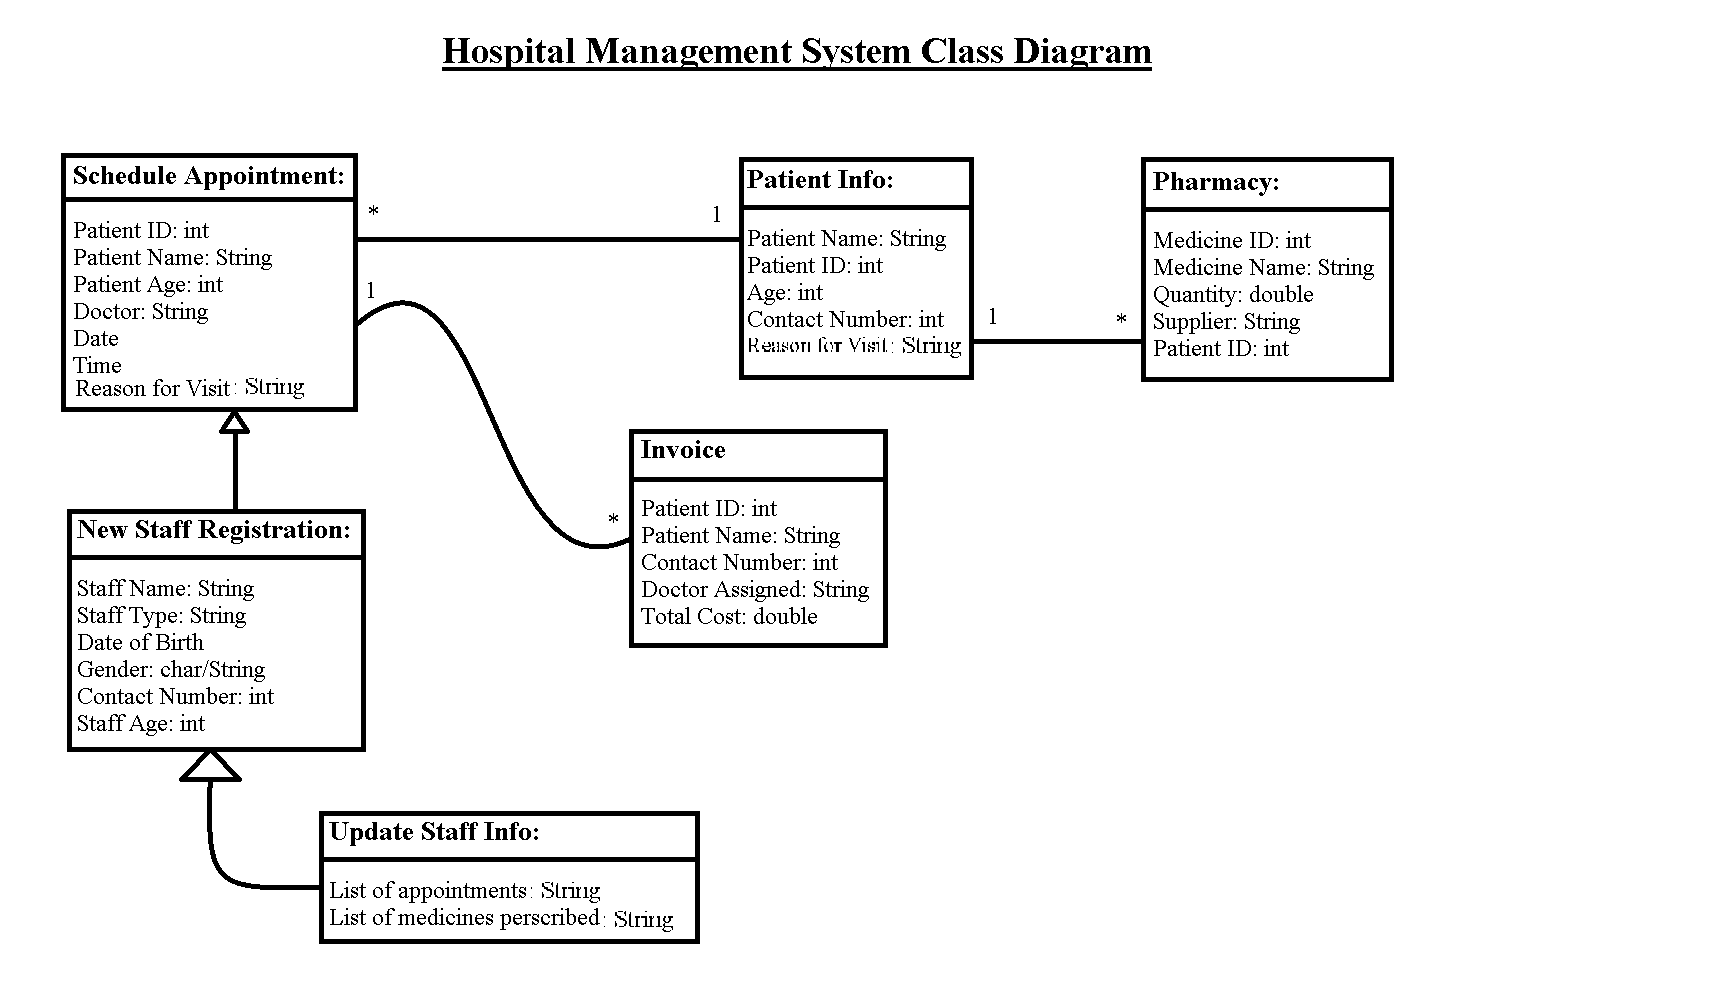 Hospital Management System Class Diagram
Schedule Appointment:
Patient ID: int
Patient Name: String
Patient Age: int
Doctor: String
Date
Time
Reason for Visit: String
*
1
1
*
Patient Info:
Patient Name: String
Patient ID: int
Age: int
Contact Number: int
Reason for Visit: String
1
*
Pharmacy:
Medicine ID: int
Medicine Name: String
Quantity: double
Supplier: String
Patient ID: int
Invoice
Patient ID: int
Patient Name: String
Contact Number: int
Doctor Assigned: String
Total Cost: double
New Staff Registration:
Staff Name: String
Staff Type: String
Date of Birth
Gender: char/String
Contact Number: int
Staff Age: int
Update Staff Info:
List of appointments: String
List of medicines perscribed: String